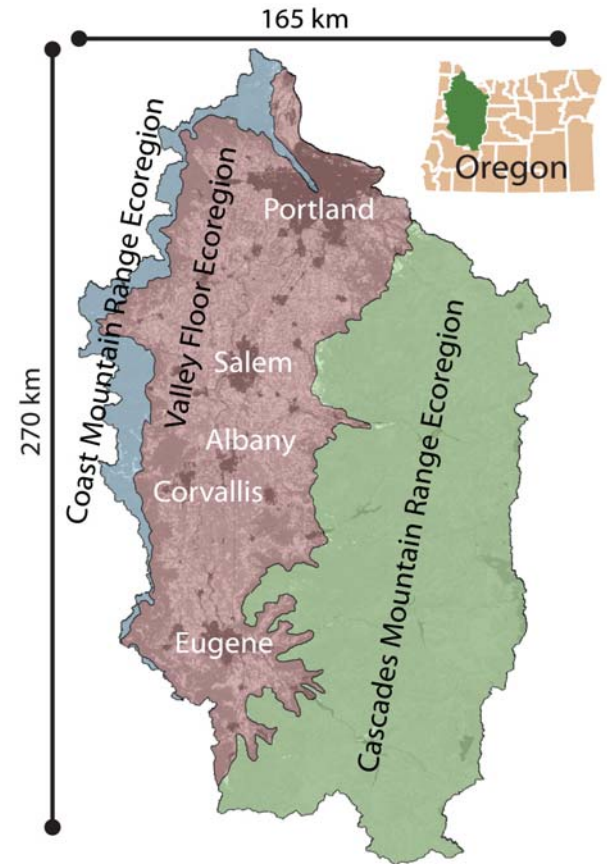 165 km
270 km
Coast Mountain Range Ecoregion
Valley Floor Ecoregion
Cascades Mountain Range Ecoregion
Oregon
Portland
Salem
Albany
Corvallis
Eugene